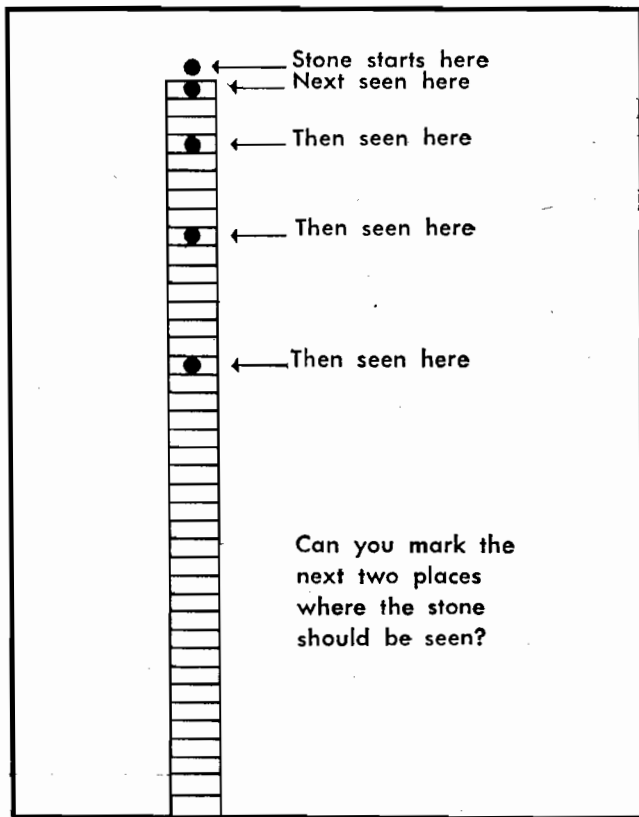 Stone starts here
Next seen here
Then seen here
Then seen here
Then seen here
Can you mark the
next two places
where the stone
should be seen?